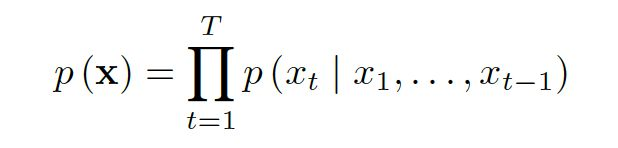 p(𝐱) = ∏_{t=1}^{T} p(x_t | x_1, …, x_{t−1})